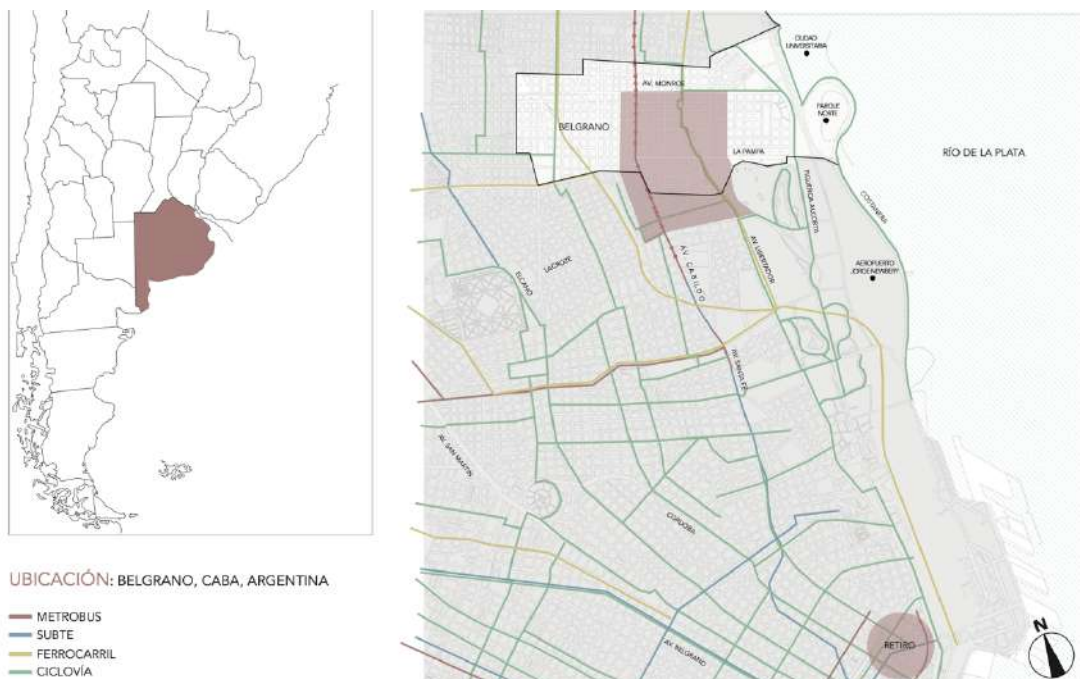 UBICACIÓN: BELGRANO, CABA, ARGENTINA
METROBUS
SUBTE
FERROCARRIL
CICLOVÍA
CIUDAD
UNIVERSITARIA
AV. MONROE
PARQUE
NORTE
BELGRANO
LA PAMPA
RÍO DE LA PLATA
FIGUEROA ALCORTA
COSTANERA
AV. LIBERTADOR
AEROPUERTO
JORGE NEWBERY
LACROZE
ELCANO
AV. CABILDO
AV. SANTA FE
AV. SAN MARTIN
CORDOBA
AV. BELGRANO
RETIRO
N